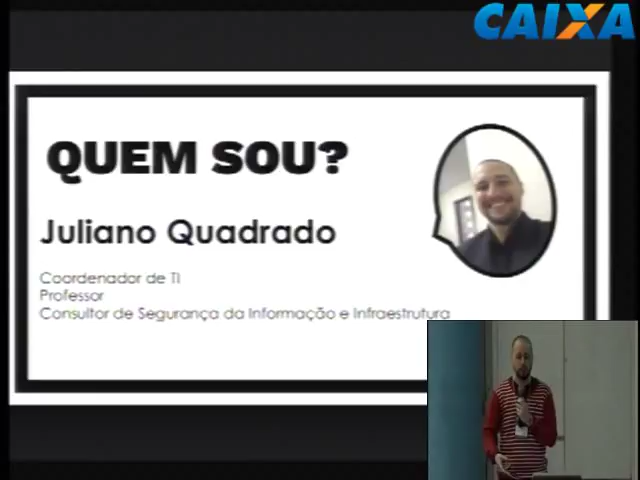 CAIXA
QUEM SOU?
Juliano Quadrado
Coordenador de TI
Professor
Consultor de Segurança da Informação e Infraestrutura